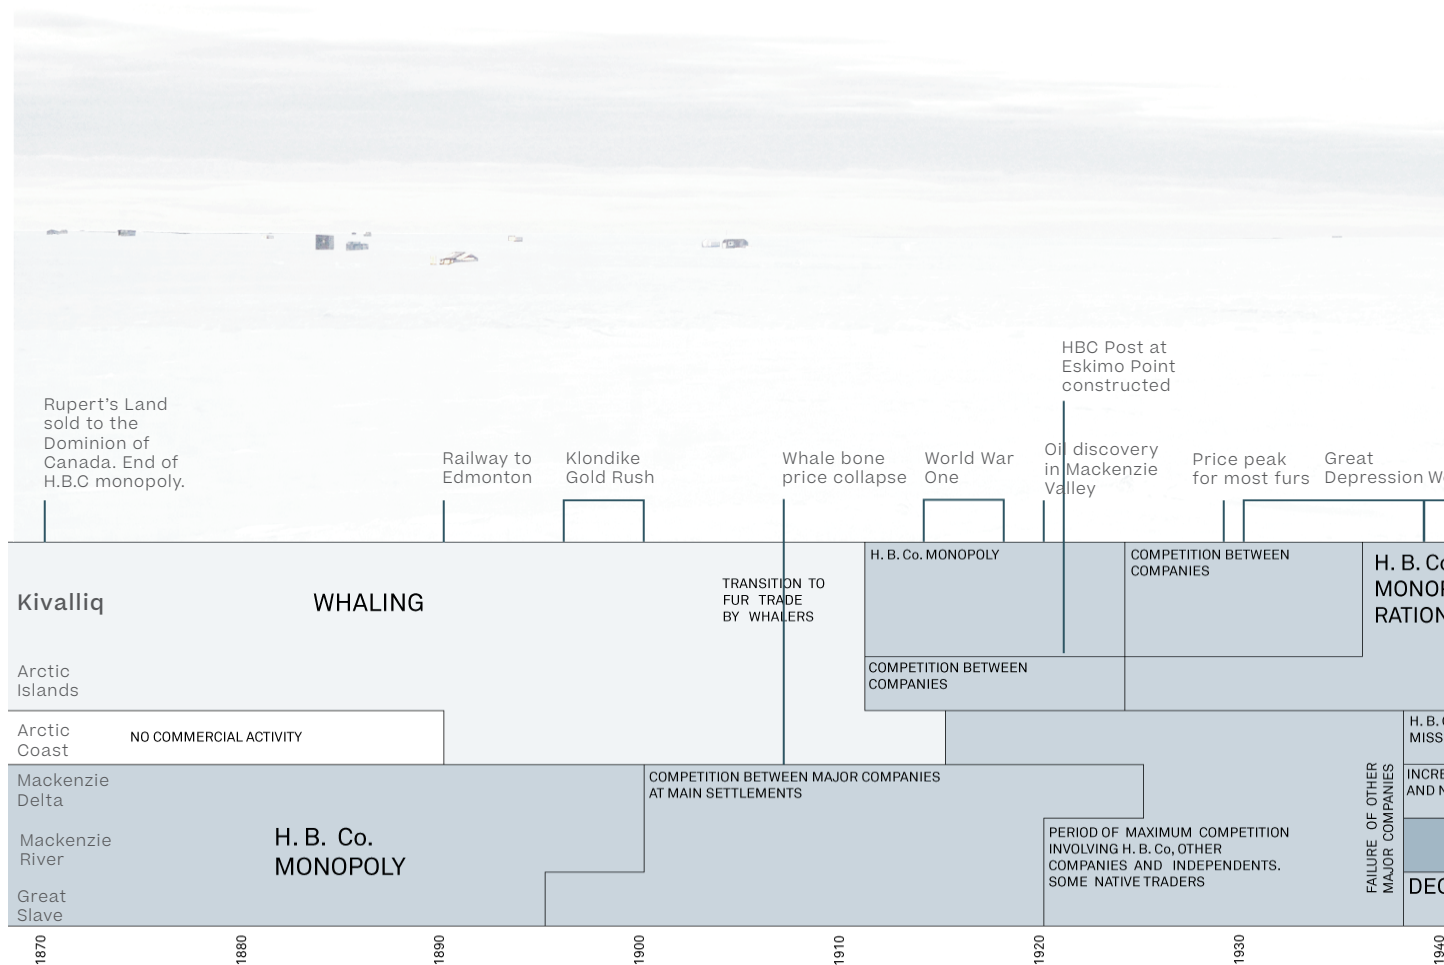 HBC Post at
Eskimo Point
constructed
Rupert's Land
sold to the
Dominion of
Canada. End of
H.B.C monopoly.
Railway to
Edmonton
Klondike
Gold Rush
Whale bone
price collapse
World War
One
Oil discovery
in Mackenzie
Valley
Price peak
for most furs
Great
Depression
Kivalliq
WHALING
TRANSITION TO
FUR TRADE
BY WHALERS
H. B. Co. MONOPOLY
COMPETITION BETWEEN
COMPANIES
H. B. Co
Arctic
Islands
COMPETITION BETWEEN
COMPANIES
Arctic
Coast
NO COMMERCIAL ACTIVITY
H. B.
Mackenzie
Delta
COMPETITION BETWEEN MAJOR COMPANIES
AT MAIN SETTLEMENTS
AND
Mackenzie
River
H. B. Co.
MONOPOLY
PERIOD OF MAXIMUM COMPETITION
INVOLVING H. B. Co, OTHER
COMPANIES AND INDEPENDENTS.
SOME NATIVE TRADERS
FAILURE OF OTHER
MAJOR COMPANIES
Great
Slave
1870
1880
1890
1900
1910
1920
1930
1940